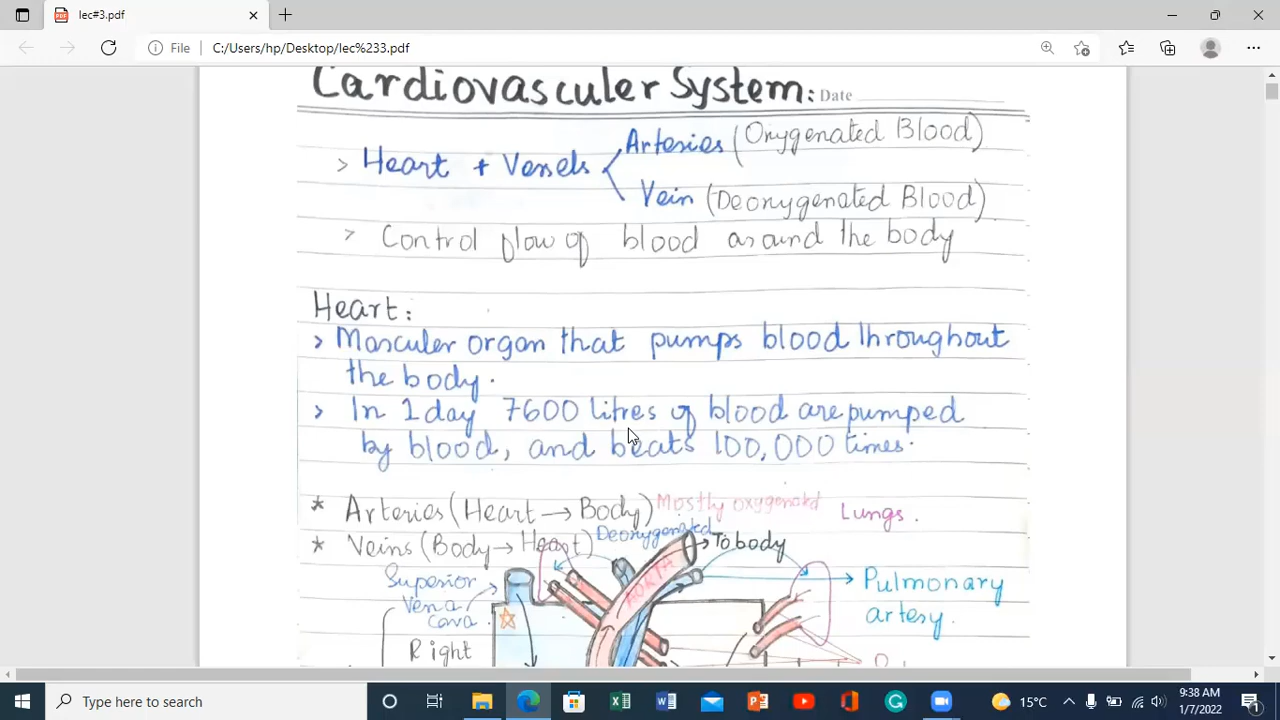 lec#3.pdf
File
C:/Users/hp/Desktop/lec%233.pdf
Cardiovasculer System:
Date
> Heart + Vessels
Arteries (Oxygenated Blood)
Vein (Deoxygenated Blood)
> Control flow of blood around the body
Heart:
> Mosculer organ that pumps blood throughout
the body.
> In 1 day 7600 litres of blood are pumped
by blood, and beats 100,000 times.
* Arteries (Heart → Body) Mostly oxygenated Lungs.
* Veins (Body → Heart) Deoxygenated
→ To body
Superior
Vena
cava
AORTA
→ Pulmonary
artery.
Right
Type here to search
15°C
9:38 AM
1/7/2022